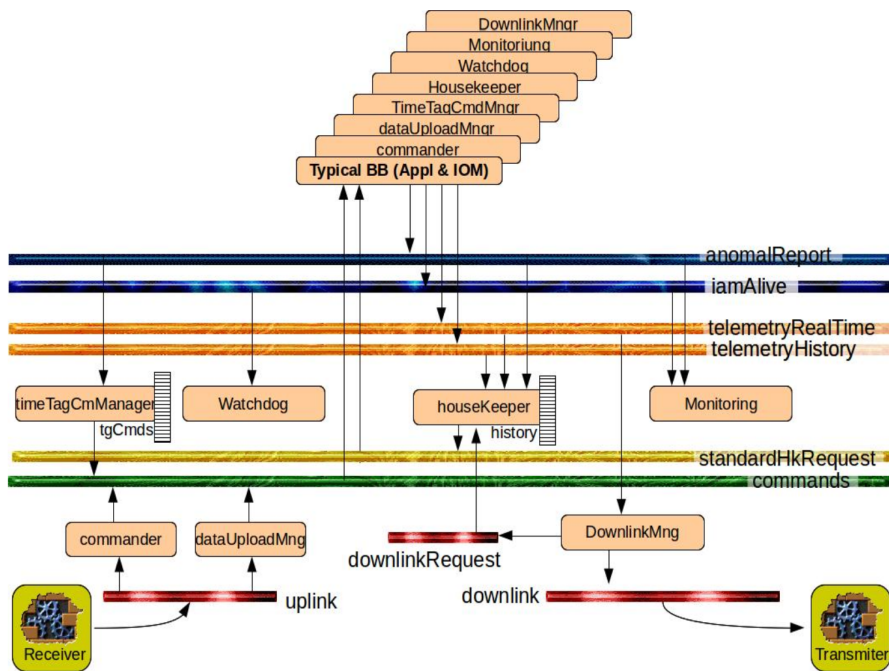 DownlinkMngr
Monitoriung
Watchdog
Housekeeper
TimeTagCmdMngr
dataUploadMngr
commander
Typical BB (Appl & IOM)
anomalReport
iamAlive
telemetryRealTime
telemetryHistory
timeTagCmManager
Watchdog
houseKeeper
Monitoring
tgCmds
history
standardHkRequest
commands
commander
dataUploadMng
DownlinkMng
downlinkRequest
uplink
downlink
Receiver
Transmiter